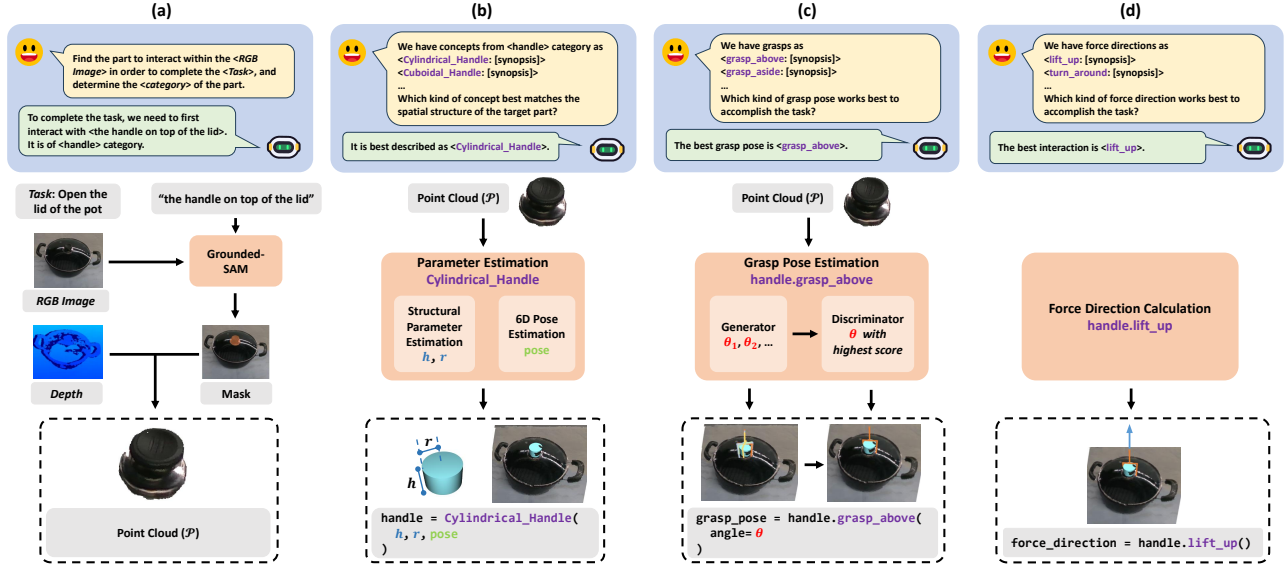 (a)
Find the part to interact within the <RGB
Image> in order to complete the <Task>, and
determine the <category> of the part.
To complete the task, we need to first
interact with <the handle on top of the lid>.
It is of <handle> category.
Task: Open the
lid of the pot
“the handle on top of the lid”
Grounded-
SAM
RGB Image
Depth
Mask
Point Cloud (𝒫)
(b)
We have concepts from <handle> category as
<Cylindrical_Handle: [synopsis]>
<Cuboidal_Handle: [synopsis]>
...
Which kind of concept best matches the
spatial structure of the target part?
It is best described as <Cylindrical_Handle>.
Point Cloud (𝒫)
Parameter Estimation
Cylindrical_Handle
Structural
Parameter
Estimation
h, r
6D Pose
Estimation
pose
r
h
handle = Cylindrical_Handle(
h, r, pose
)
(c)
We have grasps as
<grasp_above: [synopsis]>
<grasp_aside: [synopsis]>
...
Which kind of grasp pose works best to
accomplish the task?
The best grasp pose is <grasp_above>.
Point Cloud (𝒫)
Grasp Pose Estimation
handle.grasp_above
Generator
θ1, θ2, ...
Discriminator
θ with
highest score
grasp_pose = handle.grasp_above(
angle= θ
)
(d)
We have force directions as
<lift_up: [synopsis]>
<turn_around: [synopsis]>
...
Which kind of force direction works best to
accomplish the task?
The best interaction is <lift_up>.
Force Direction Calculation
handle.lift_up
force_direction = handle.lift_up()